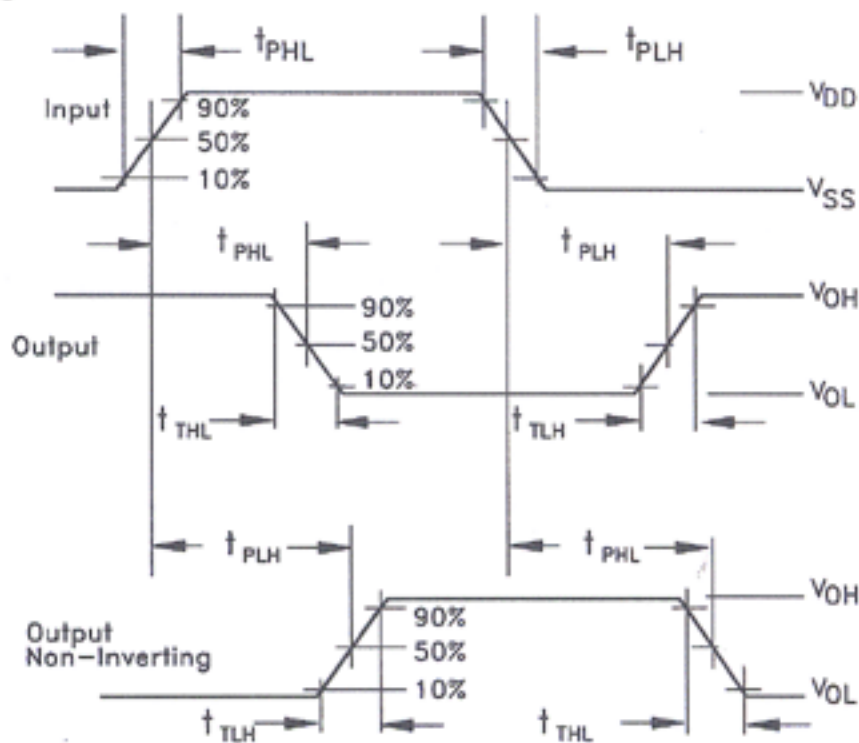 tPHL tPLH
Input 90% VDD
50%
10% VSS
tPHL tPLH
90% VOH
Output 50%
10% VOL
tTHL tTLH
tPLH tPHL
90% VOH
Output
Non-Inverting 50%
10% VOL
tTLH tTHL